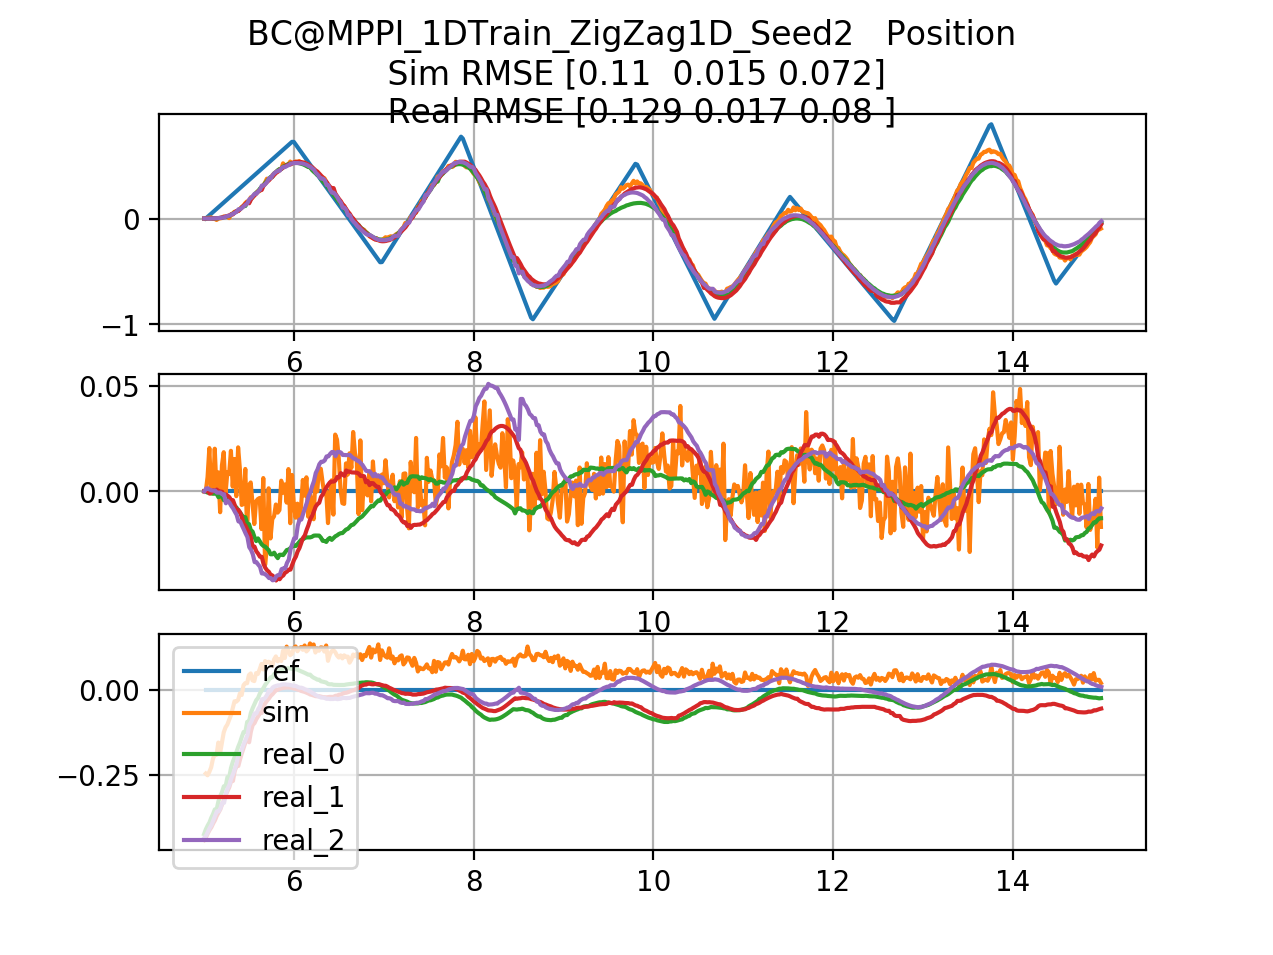 BC@MPPI_1DTrain_ZigZag1D_Seed2   Position
Sim RMSE [0.11  0.015 0.072]
Real RMSE [0.129 0.017 0.08 ]
0
−1
6 8 10 12 14
0.05
0.00
6 8 10 12 14
0.00
−0.25
ref
sim
real_0
real_1
real_2
6 8 10 12 14